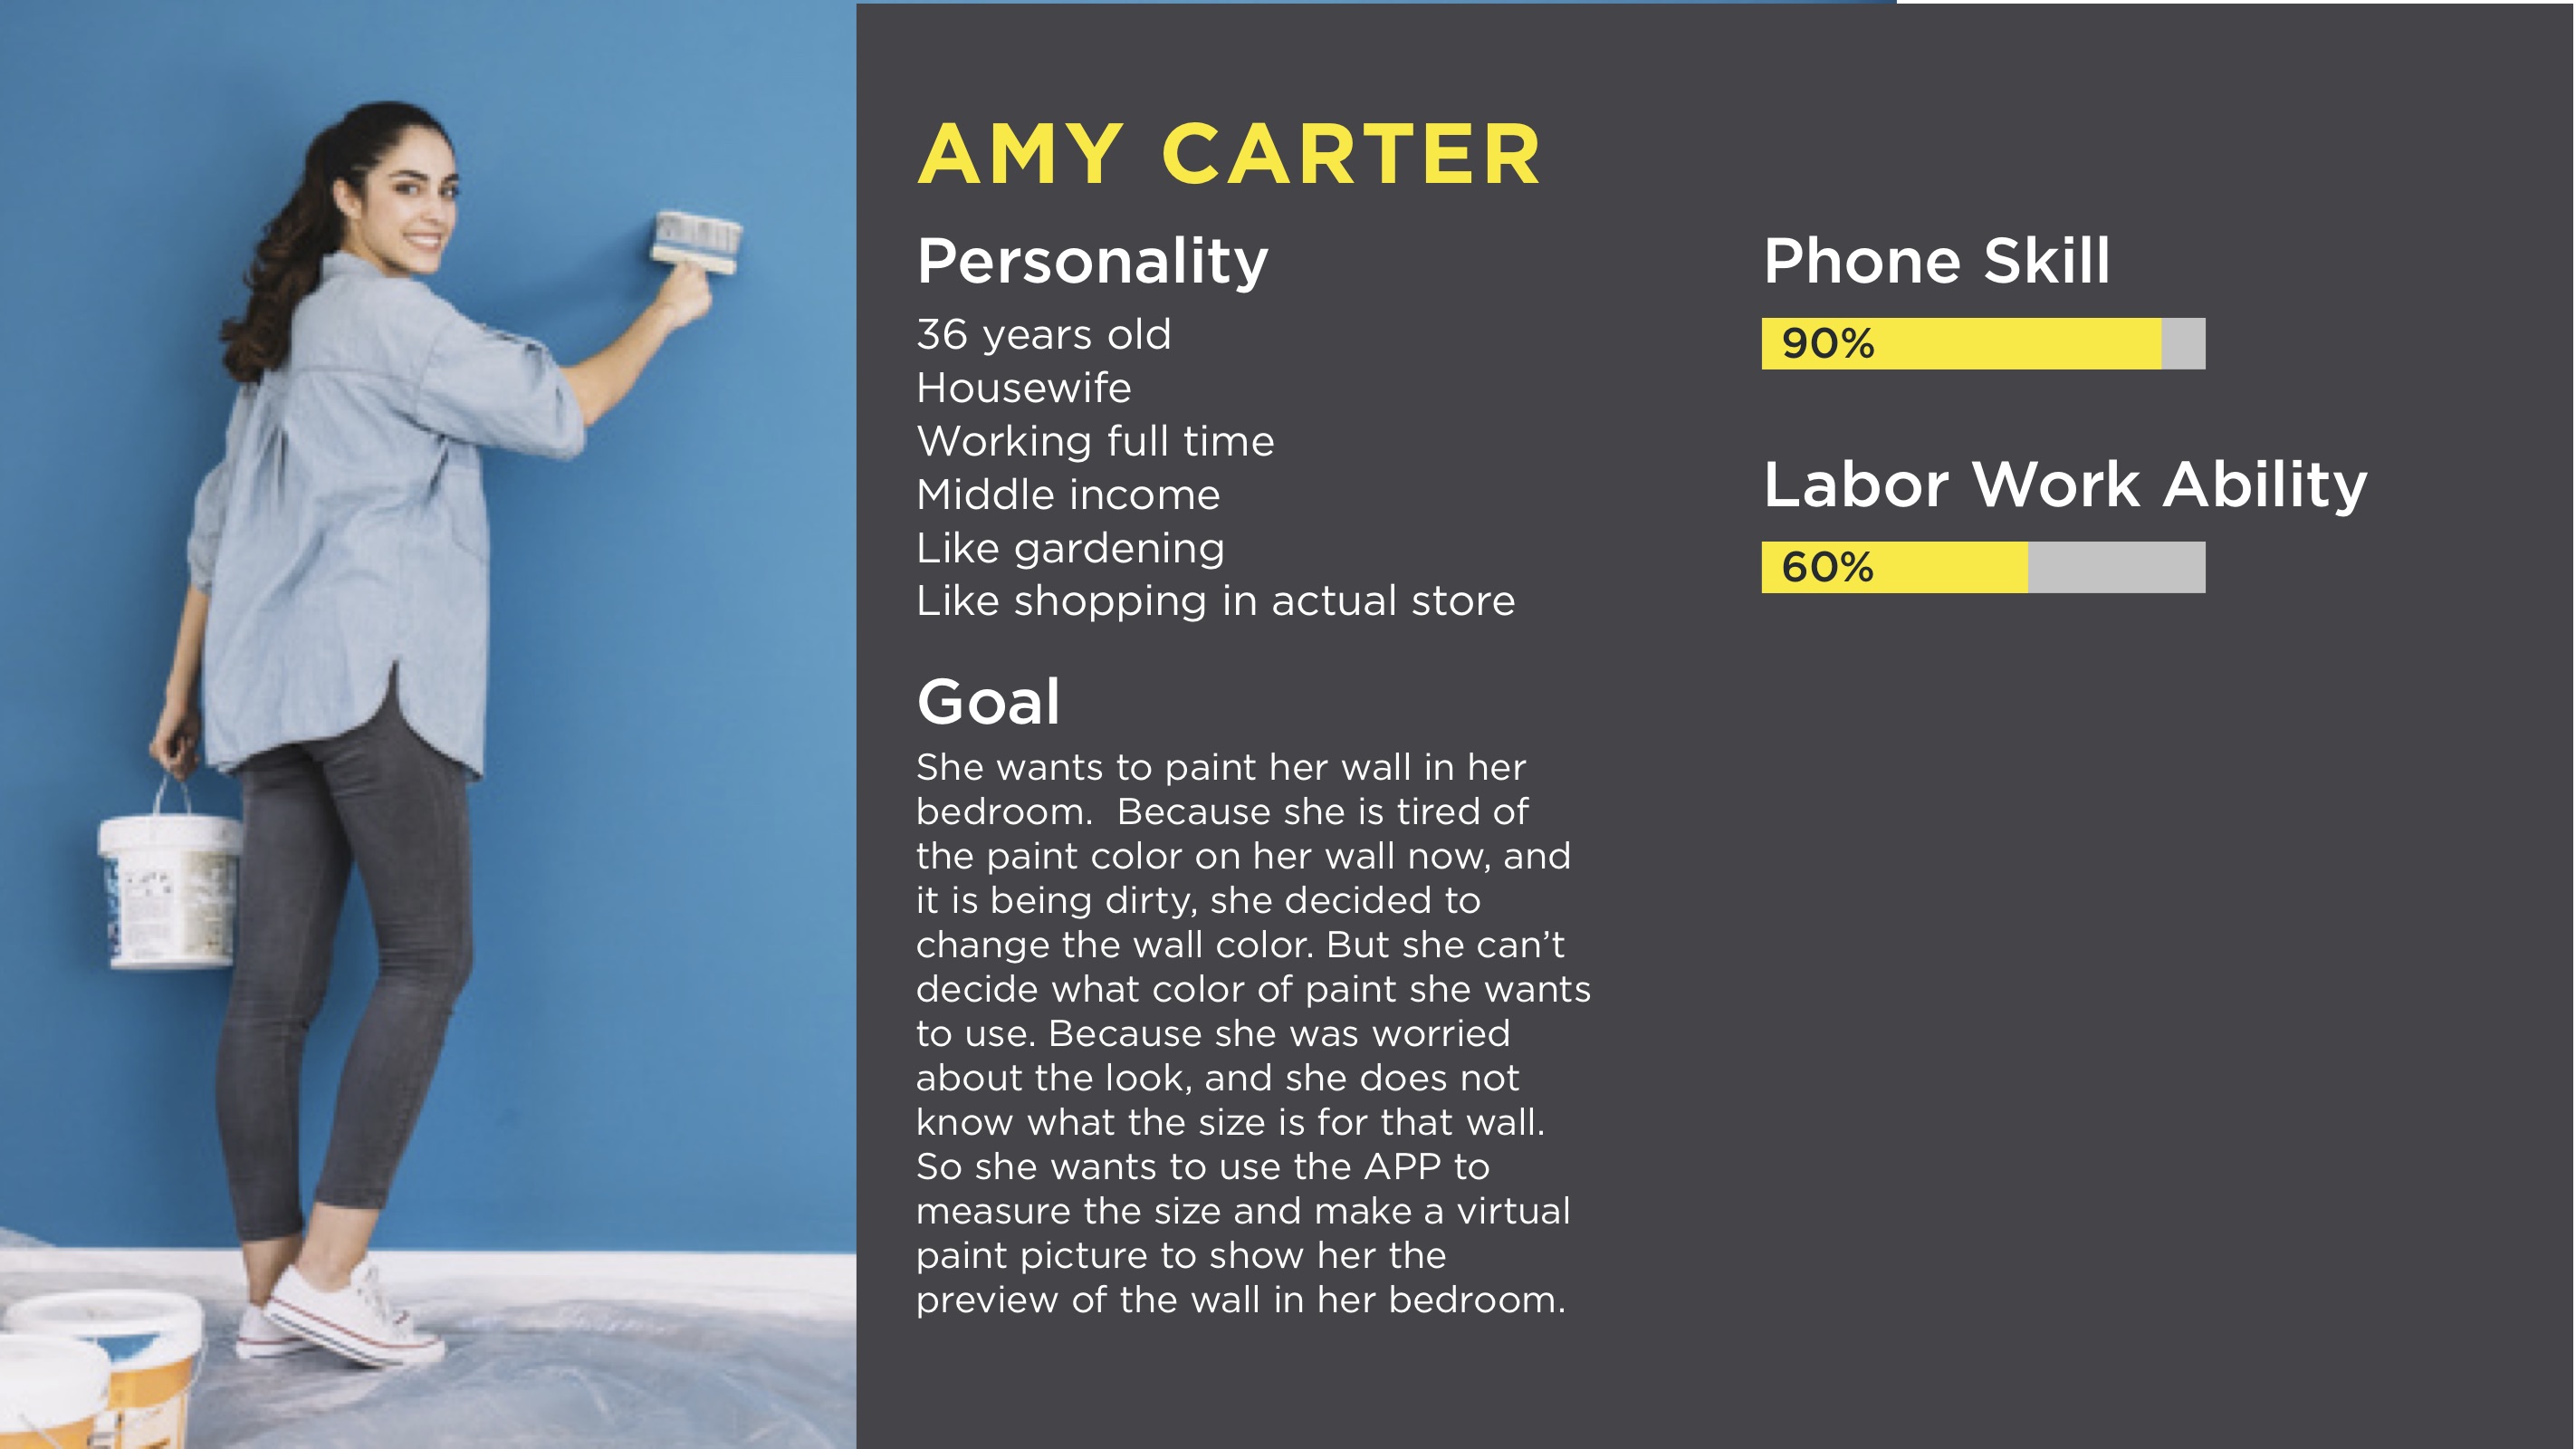 AMY CARTER
Personality
36 years old
Housewife
Working full time
Middle income
Like gardening
Like shopping in actual store
Goal
She wants to paint her wall in her
bedroom.  Because she is tired of
the paint color on her wall now, and
it is being dirty, she decided to
change the wall color. But she can’t
decide what color of paint she wants
to use. Because she was worried
about the look, and she does not
know what the size is for that wall.
So she wants to use the APP to
measure the size and make a virtual
paint picture to show her the
preview of the wall in her bedroom.
Phone Skill
90%
Labor Work Ability
60%